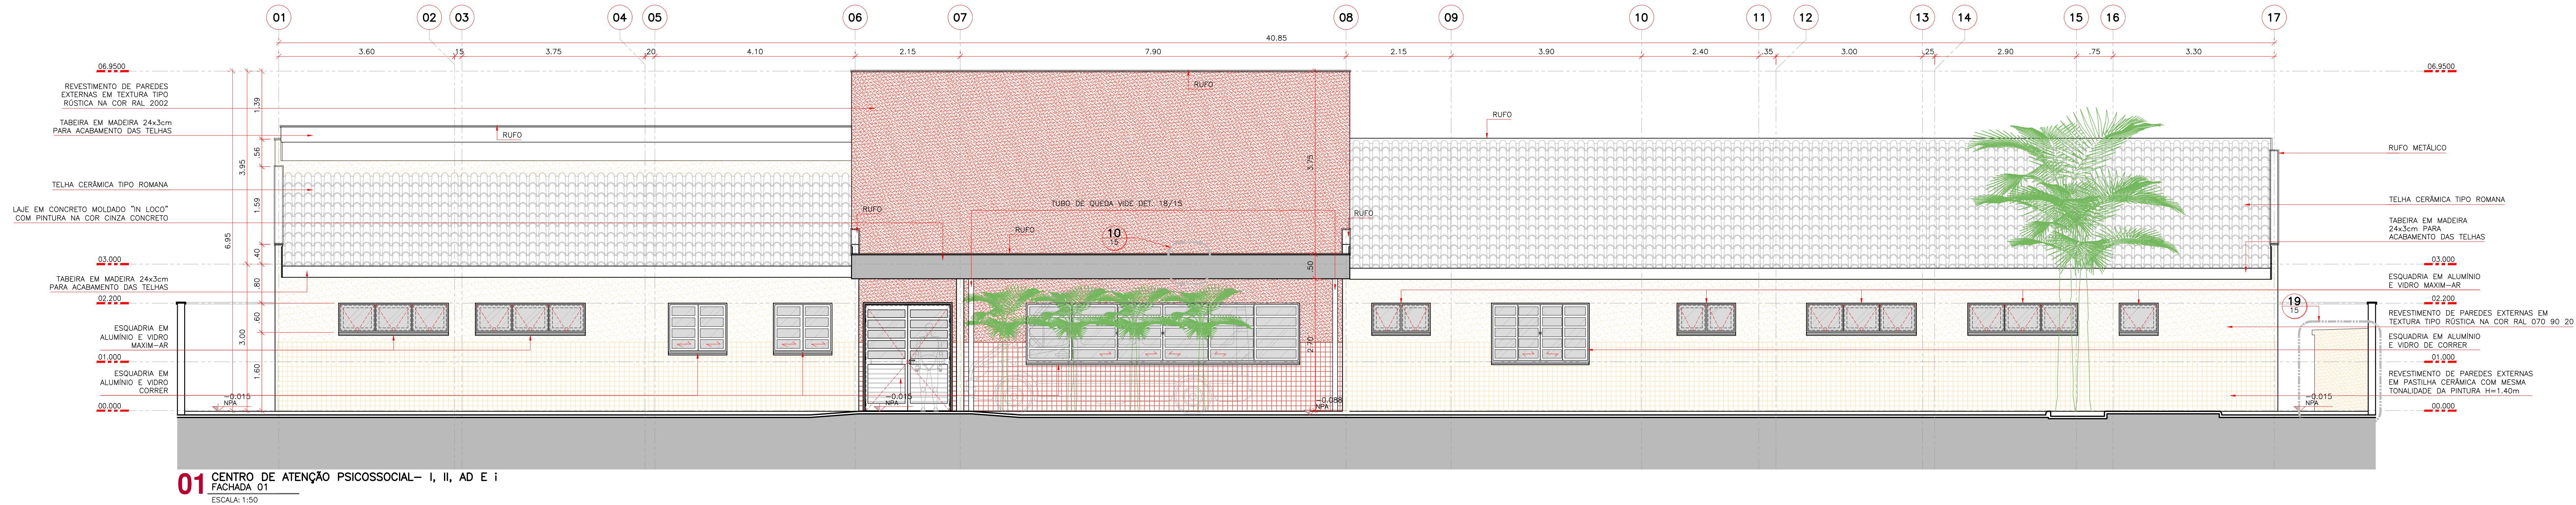 01
02
03
04
05
06
07
08
09
10
11
12
13
14
15
16
17
40.85
3.60
.15
3.75
.20
4.10
2.15
7.90
2.15
3.90
2.40
.35
3.00
.25
2.90
.75
3.30
06.9500
REVESTIMENTO DE PAREDES
EXTERNAS EM TEXTURA TIPO
RÚSTICA NA COR RAL 2002
TABEIRA EM MADEIRA 24x3cm
PARA ACABAMENTO DAS TELHAS
TELHA CERÂMICA TIPO ROMANA
LAJE EM CONCRETO MOLDADO "IN LOCO"
COM PINTURA NA COR CINZA CONCRETO
03.000
TABEIRA EM MADEIRA 24x3cm
PARA ACABAMENTO DAS TELHAS
02.200
ESQUADRIA EM
ALUMÍNIO E VIDRO
MAXIM-AR
01.000
ESQUADRIA EM
ALUMÍNIO E VIDRO
CORRER
00.000
6.95
3.95
3.00
1.39
.56
1.59
.40
.80
.60
1.60
-0.015
NPA
RUFO
RUFO
RUFO
RUFO
TUBO DE QUEDA VIDE DET. 18/15
RUFO
10
15
RUFO
3.75
.50
2.70
-0.015
NPA
-0.088
NPA
RUFO
06.9500
RUFO METÁLICO
TELHA CERÂMICA TIPO ROMANA
TABEIRA EM MADEIRA
24x3cm PARA
ACABAMENTO DAS TELHAS
03.000
ESQUADRIA EM ALUMÍNIO
E VIDRO MAXIM-AR
02.200
19
15
REVESTIMENTO DE PAREDES EXTERNAS EM
TEXTURA TIPO RÚSTICA NA COR RAL 070 90 20
ESQUADRIA EM ALUMÍNIO
E VIDRO DE CORRER
01.000
REVESTIMENTO DE PAREDES EXTERNAS
EM PASTILHA CERÂMICA COM MESMA
TONALIDADE DA PINTURA H=1.40m
-0.015
NPA
00.000
01 CENTRO DE ATENÇÃO PSICOSSOCIAL- I, II, AD E i
FACHADA 01
ESCALA: 1:50